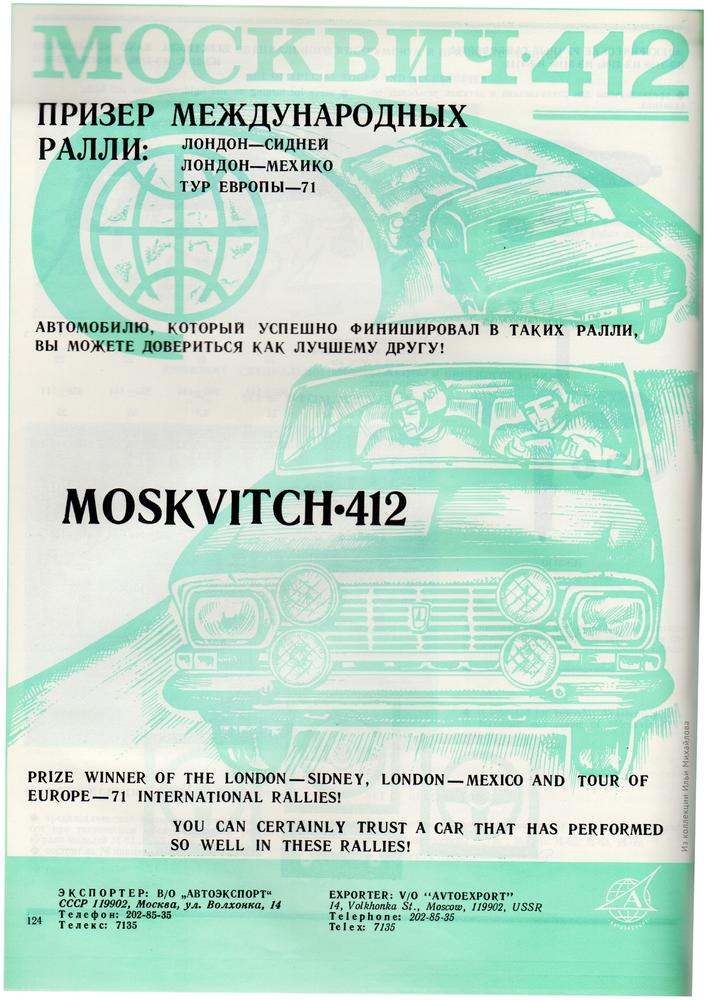 МОСКВИЧ·412
ПРИЗЕР МЕЖДУНАРОДНЫХ
РАЛЛИ:
ЛОНДОН—СИДНЕЙ
ЛОНДОН—МЕХИКО
ТУР ЕВРОПЫ—71
АВТОМОБИЛЮ, КОТОРЫЙ УСПЕШНО ФИНИШИРОВАЛ В ТАКИХ РАЛЛИ,
ВЫ МОЖЕТЕ ДОВЕРИТЬСЯ КАК ЛУЧШЕМУ ДРУГУ!
MOSKVITCH·412
PRIZE WINNER OF THE LONDON—SIDNEY, LONDON—MEXICO AND TOUR OF
EUROPE—71 INTERNATIONAL RALLIES!
YOU CAN CERTAINLY TRUST A CAR THAT HAS PERFORMED
SO WELL IN THESE RALLIES!
ЭКСПОРТЕР: В/О „АВТОЭКСПОРТ“
СССР 119902, Москва, ул. Волхонка, 14
Телефон: 202-85-35
Телекс: 7135
EXPORTER: V/O “AVTOEXPORT”
14, Volkhonka St., Moscow, 119902, USSR
Telephone: 202-85-35
Telex: 7135
АВТОЭКСПОРТ
124
Из коллекции Ильи Михайлова